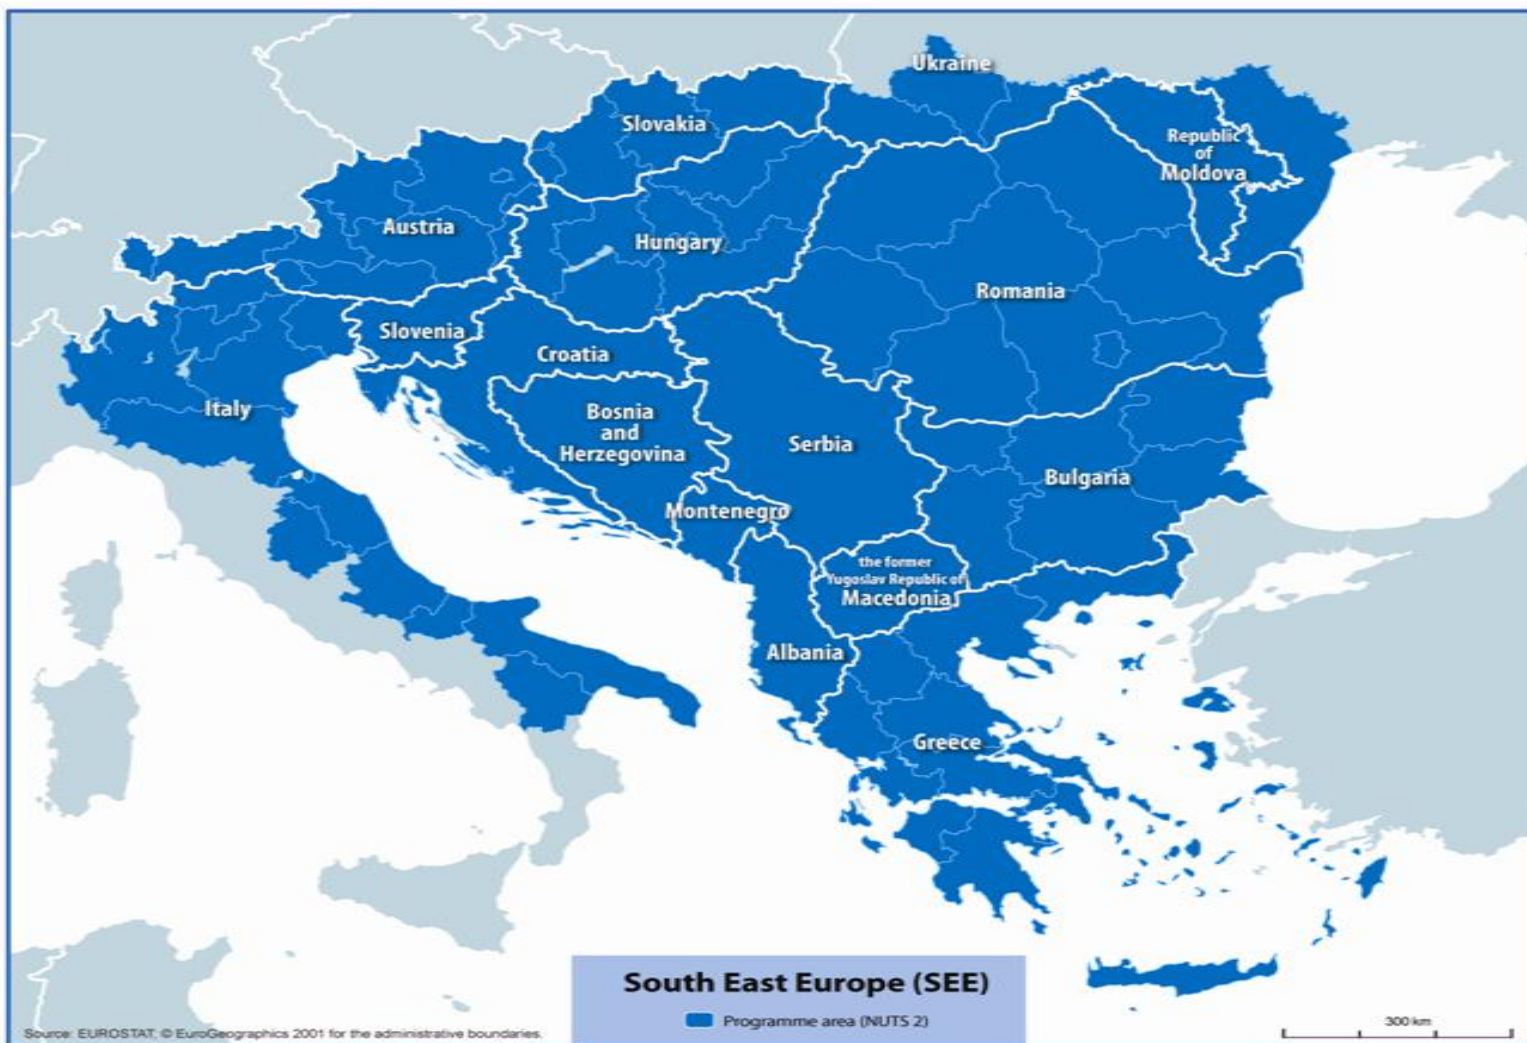 Ukraine
Slovakia
Republic
of
Moldova
Austria
Hungary
Romania
Slovenia
Croatia
Italy
Bosnia
and
Herzegovina
Serbia
Bulgaria
Montenegro
the former
Yugoslav Republic of
Macedonia
Albania
Greece
South East Europe (SEE)
Programme area (NUTS 2)
Source: EUROSTAT, © EuroGeographics 2001 for the administrative boundaries.
300 km